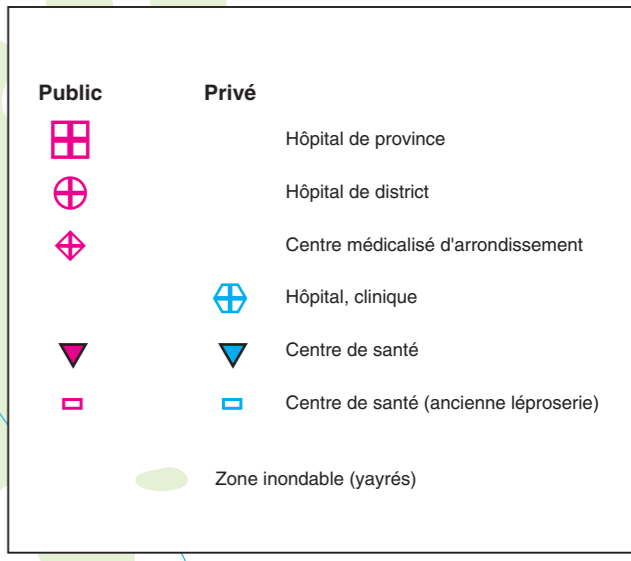 Public Privé
Hôpital de province
Hôpital de district
Centre médicalisé d'arrondissement
Hôpital, clinique
Centre de santé
Centre de santé (ancienne léproserie)
Zone inondable (yayrés)